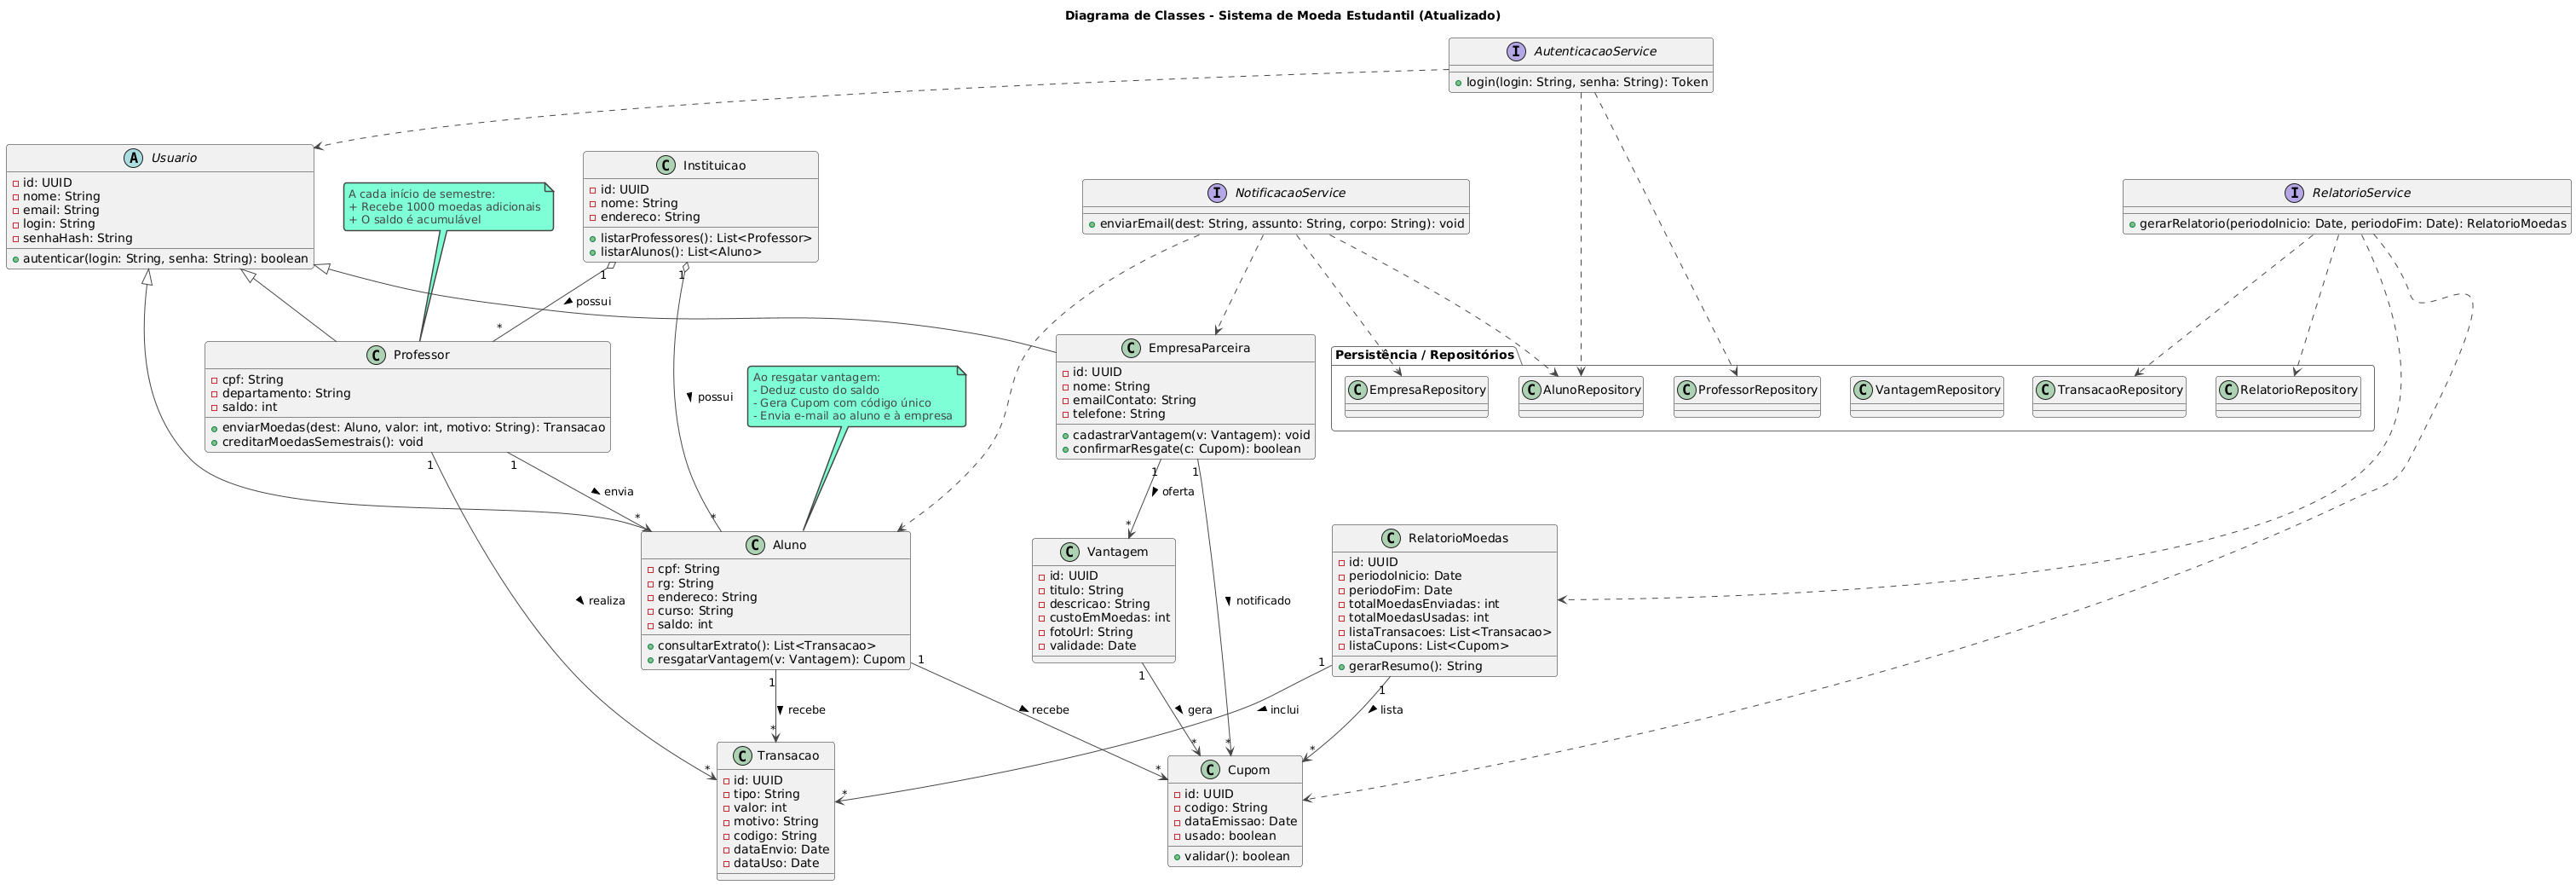 Diagrama de Classes - Sistema de Moeda Estudantil (Atualizado)
I AutenticacaoService
login(login: String, senha: String): Token
A Usuario
id: UUID
nome: String
email: String
login: String
senhaHash: String
autenticar(login: String, senha: String): boolean
A cada início de semestre:
+ Recebe 1000 moedas adicionais
+ O saldo é acumulável
C Instituicao
id: UUID
nome: String
endereco: String
listarProfessores(): List<Professor>
listarAlunos(): List<Aluno>
I NotificacaoService
enviarEmail(dest: String, assunto: String, corpo: String): void
I RelatorioService
gerarRelatorio(periodoInicio: Date, periodoFim: Date): RelatorioMoedas
1
1
possui
*
C Professor
cpf: String
departamento: String
saldo: int
enviarMoedas(dest: Aluno, valor: int, motivo: String): Transacao
creditarMoedasSemestrais(): void
possui
Ao resgatar vantagem:
- Deduz custo do saldo
- Gera Cupom com código único
- Envia e-mail ao aluno e à empresa
C EmpresaParceira
id: UUID
nome: String
emailContato: String
telefone: String
cadastrarVantagem(v: Vantagem): void
confirmarResgate(c: Cupom): boolean
Persistência / Repositórios
C EmpresaRepository
C AlunoRepository
C ProfessorRepository
C VantagemRepository
C TransacaoRepository
C RelatorioRepository
1
1
envia
*
*
1
1
oferta
*
C Aluno
cpf: String
rg: String
endereco: String
curso: String
saldo: int
consultarExtrato(): List<Transacao>
resgatarVantagem(v: Vantagem): Cupom
C Vantagem
id: UUID
titulo: String
descricao: String
custoEmMoedas: int
fotoUrl: String
validade: Date
C RelatorioMoedas
id: UUID
periodoInicio: Date
periodoFim: Date
totalMoedasEnviadas: int
totalMoedasUsadas: int
listaTransacoes: List<Transacao>
listaCupons: List<Cupom>
gerarResumo(): String
realiza
notificado
1
1
1
1
1
recebe
recebe
gera
inclui
lista
*
*
*
*
*
*
*
C Transacao
id: UUID
tipo: String
valor: int
motivo: String
codigo: String
dataEnvio: Date
dataUso: Date
C Cupom
id: UUID
codigo: String
dataEmissao: Date
usado: boolean
validar(): boolean